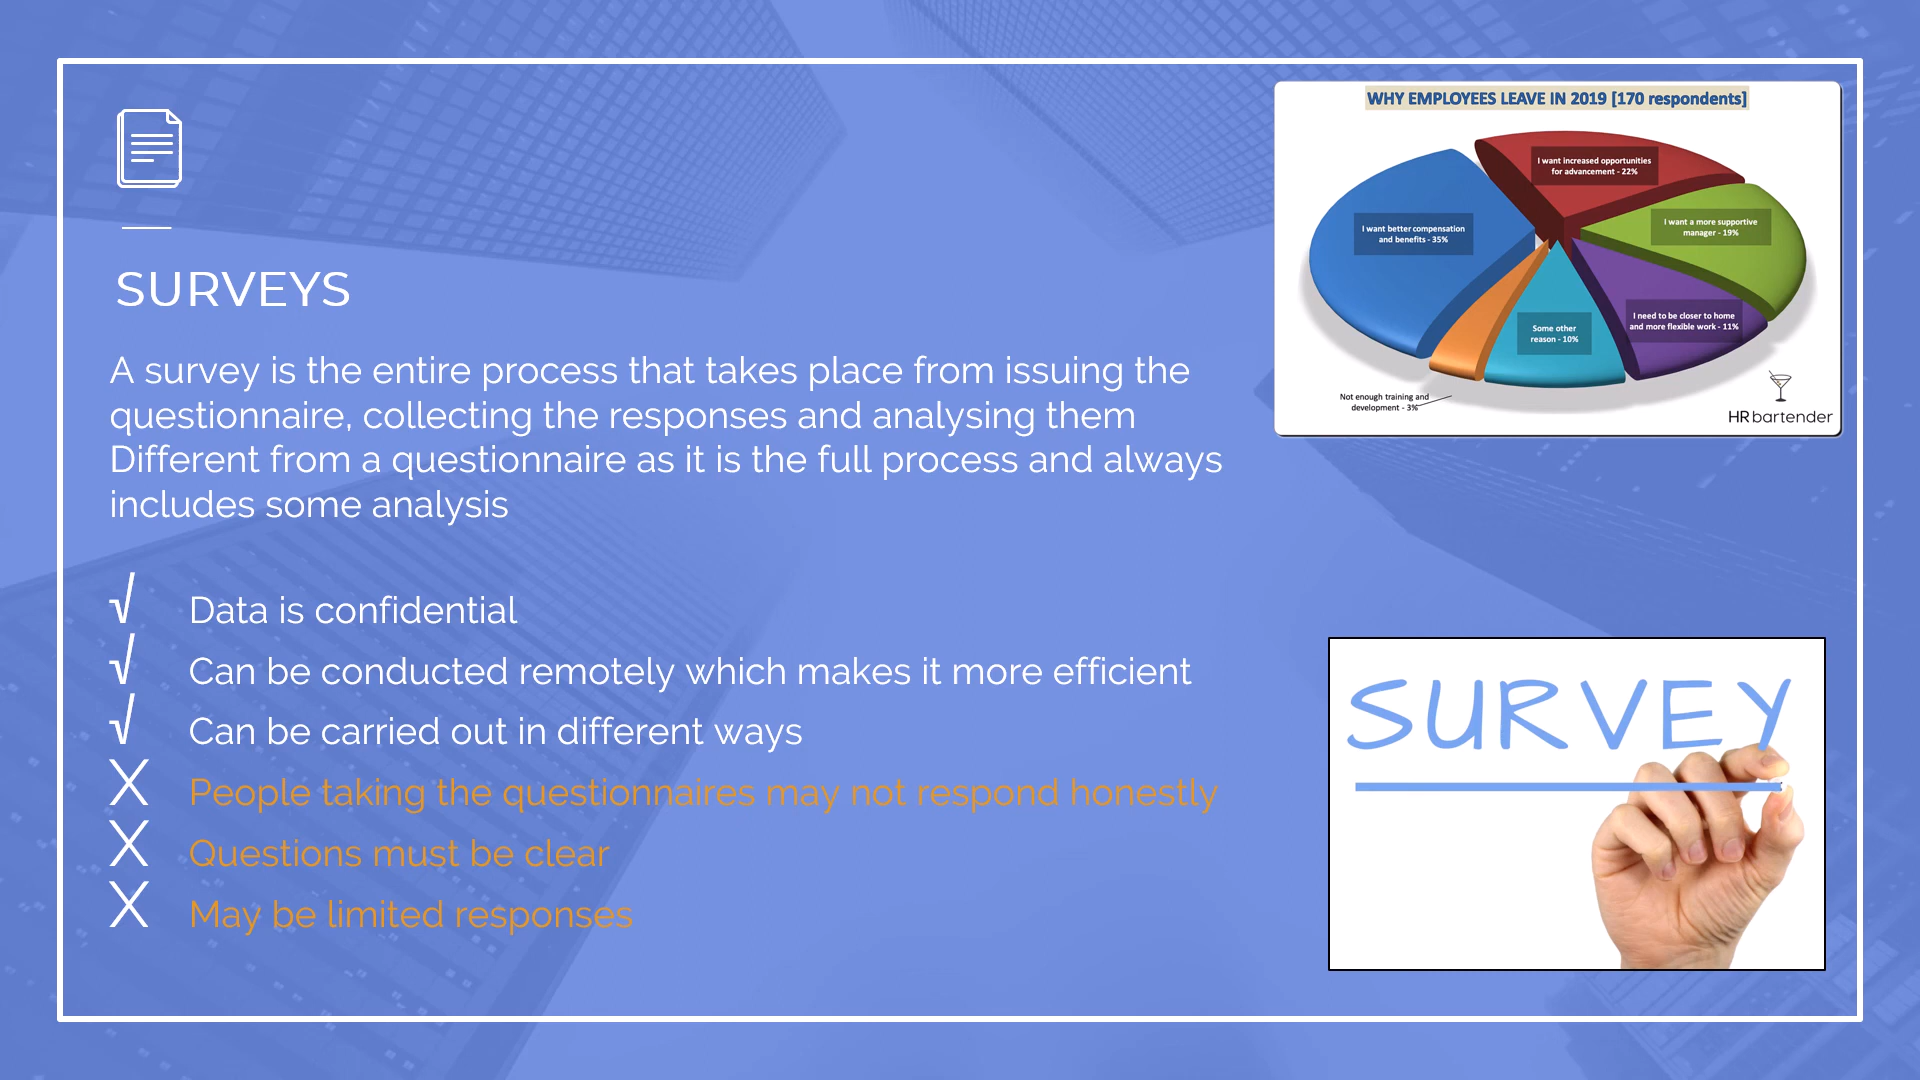 SURVEYS
A survey is the entire process that takes place from issuing the
questionnaire, collecting the responses and analysing them
Different from a questionnaire as it is the full process and always
includes some analysis
√ Data is confidential
√ Can be conducted remotely which makes it more efficient
√ Can be carried out in different ways
X People taking the questionnaires may not respond honestly
X Questions must be clear
X May be limited responses
WHY EMPLOYEES LEAVE IN 2019 [170 respondents]
I want increased opportunities
for advancement - 22%
I want a more supportive
manager - 19%
I want better compensation
and benefits - 35%
I need to be closer to home
and more flexible work - 11%
Some other
reason - 10%
Not enough training and
development - 3%
HR bartender
SURVEY